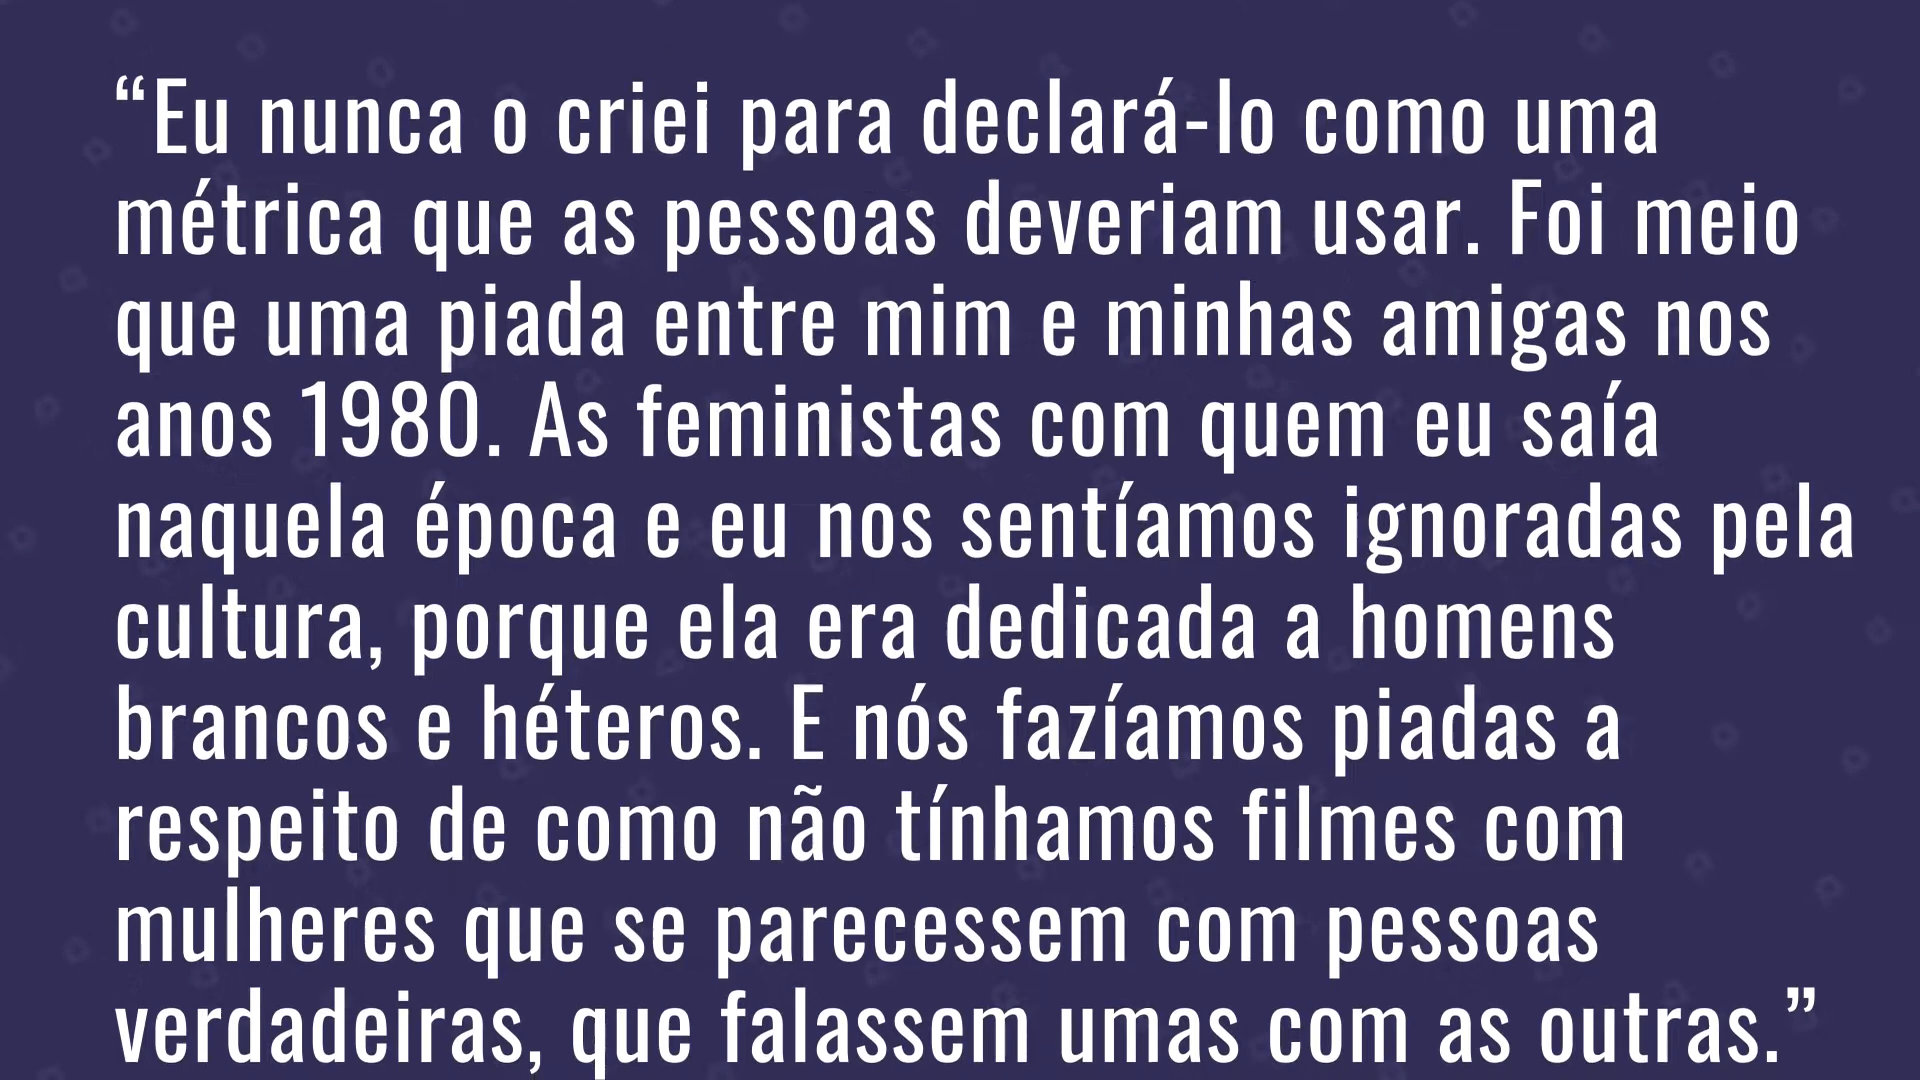 “Eu nunca o criei para declará-lo como uma
métrica que as pessoas deveriam usar. Foi meio
que uma piada entre mim e minhas amigas nos
anos 1980. As feministas com quem eu saía
naquela época e eu nos sentíamos ignoradas pela
cultura, porque ela era dedicada a homens
brancos e héteros. E nós fazíamos piadas a
respeito de como não tínhamos filmes com
mulheres que se parecessem com pessoas
verdadeiras, que falassem umas com as outras.”